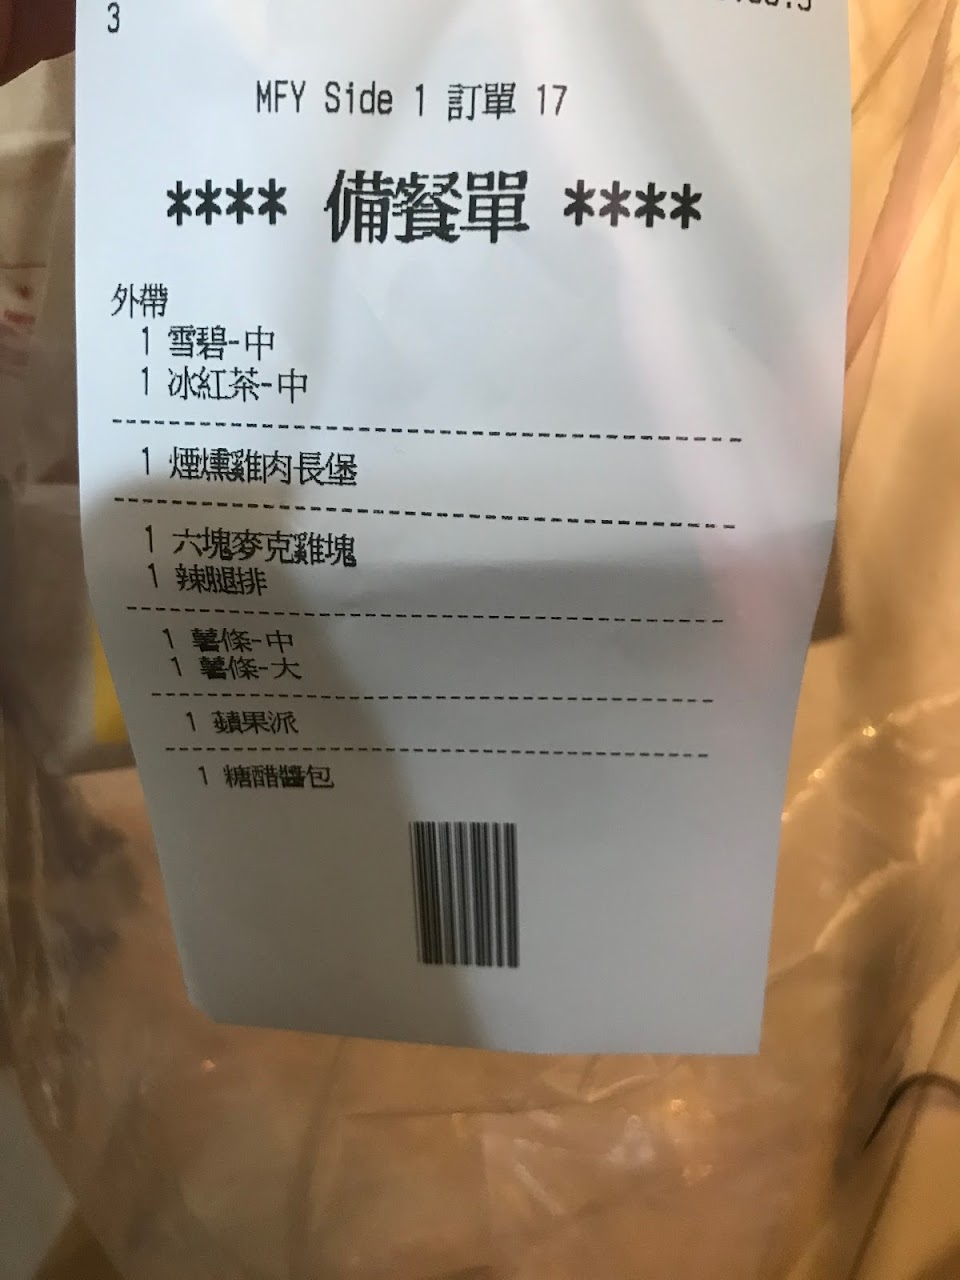 3
MFY Side 1 訂單 17
**** 備餐單 ****
外帶
1 雪碧-中
1 冰紅茶-中
1 煙燻雞肉長堡
1 六塊麥克雞塊
1 辣腿排
1 薯條-中
1 薯條-大
1 蘋果派
1 糖醋醬包